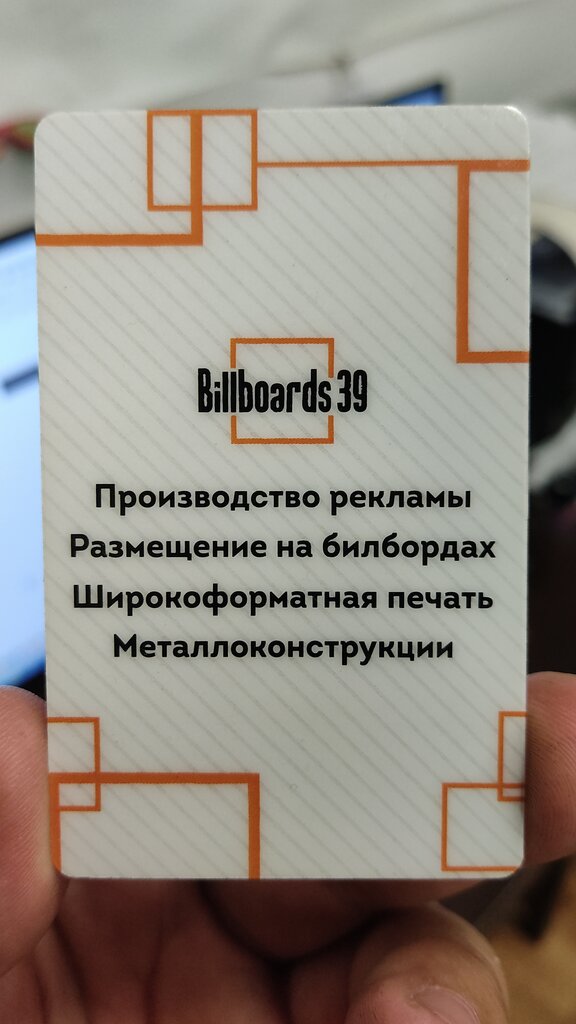 Billboards 39
Производство рекламы
Размещение на билбордах
Широкоформатная печать
Металлоконструкции